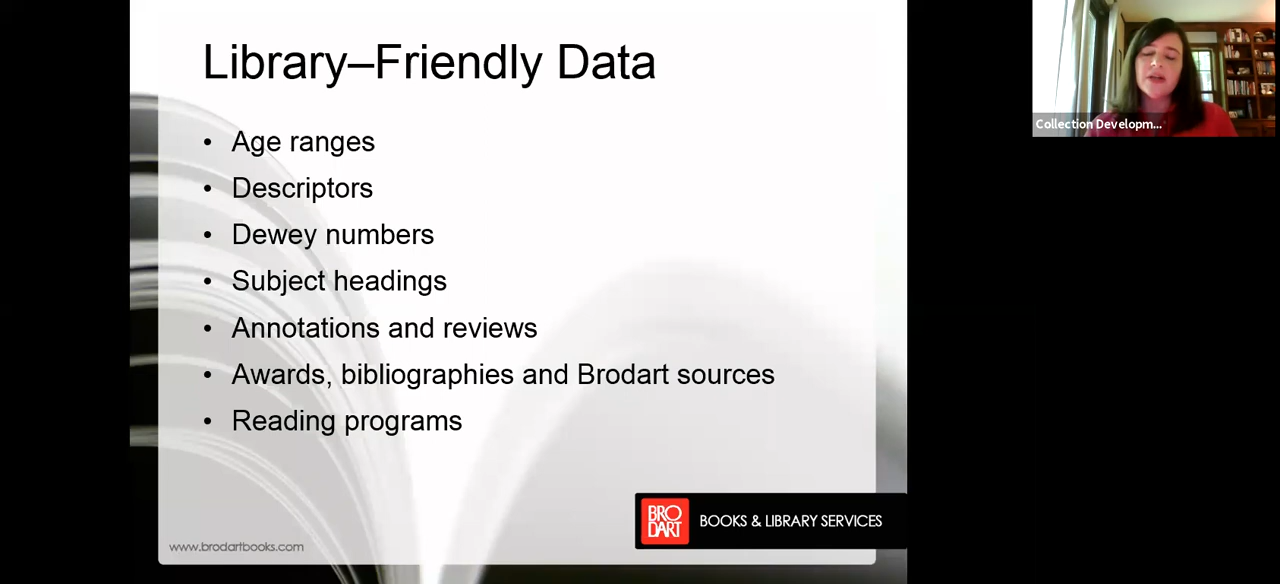 Library–Friendly Data
• Age ranges
• Descriptors
• Dewey numbers
• Subject headings
• Annotations and reviews
• Awards, bibliographies and Brodart sources
• Reading programs
www.brodartbooks.com
BRO
DART
BOOKS & LIBRARY SERVICES
Collection Developm...